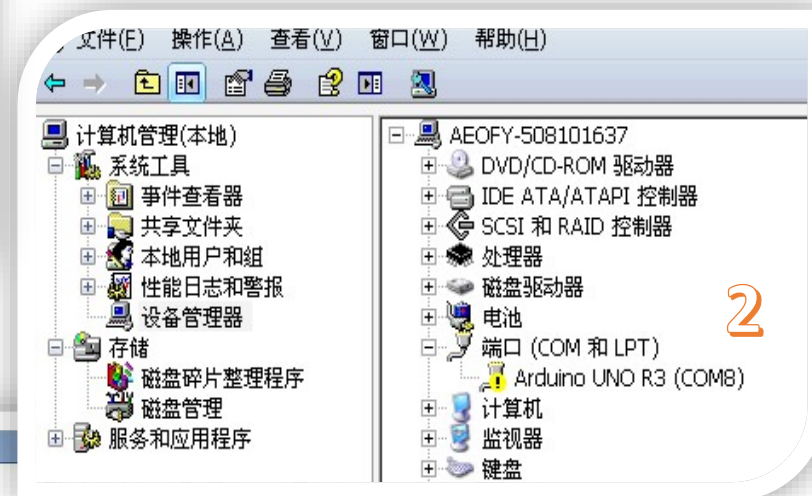 文件(F) 操作(A) 查看(V) 窗口(W) 帮助(H)
计算机管理(本地)
系统工具
事件查看器
共享文件夹
本地用户和组
性能日志和警报
设备管理器
存储
磁盘碎片整理程序
磁盘管理
服务和应用程序
AEOFY-508101637
DVD/CD-ROM 驱动器
IDE ATA/ATAPI 控制器
SCSI 和 RAID 控制器
处理器
磁盘驱动器
电池
端口 (COM 和 LPT)
Arduino UNO R3 (COM8)
计算机
监视器
键盘
2